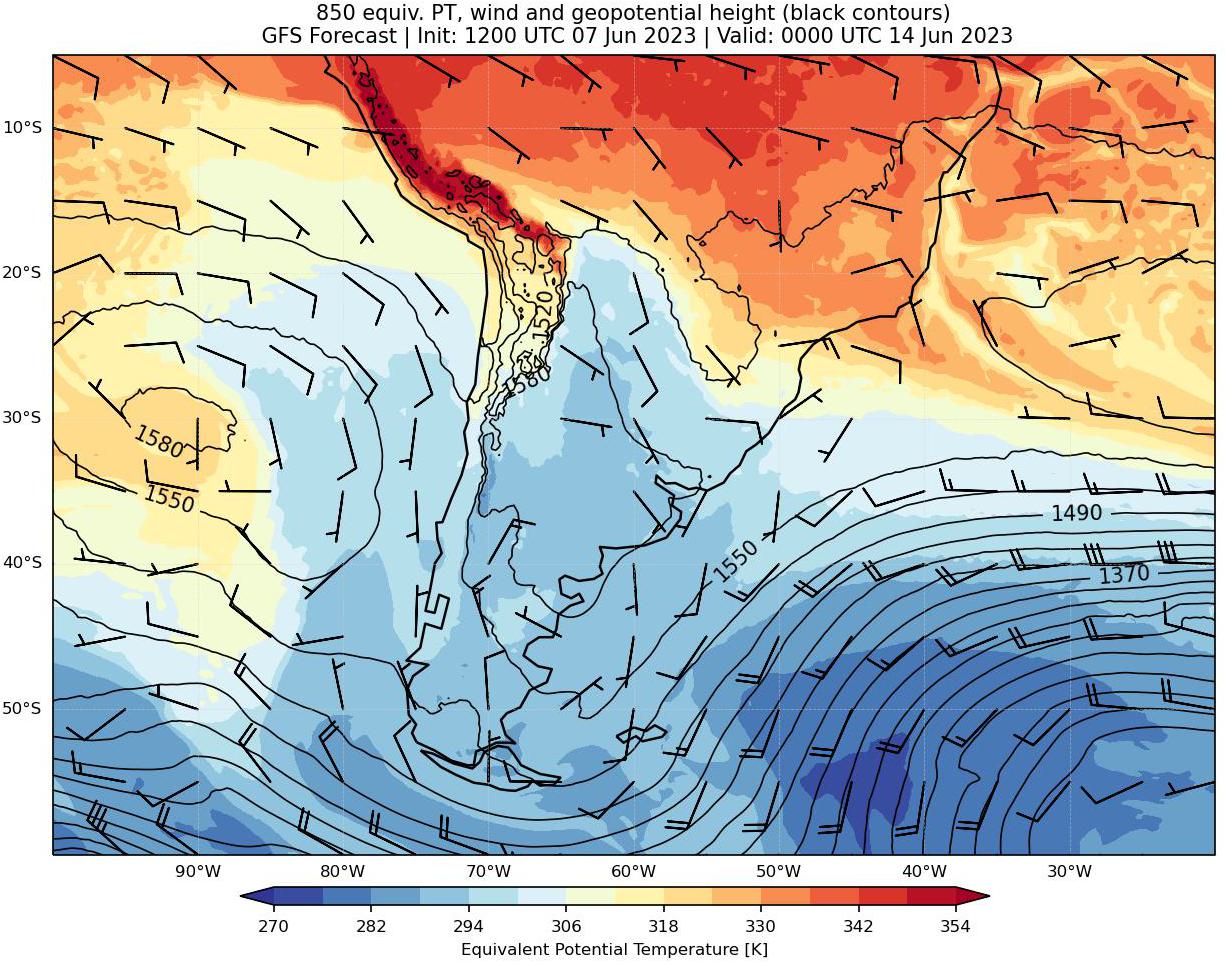 850 equiv. PT, wind and geopotential height (black contours)
GFS Forecast | Init: 1200 UTC 07 Jun 2023 | Valid: 0000 UTC 14 Jun 2023
10°S
20°S
30°S
40°S
50°S
1520
1580
1580
1550
1550
1490
1370
90°W 80°W 70°W 60°W 50°W 40°W 30°W
270 282 294 306 318 330 342 354
Equivalent Potential Temperature [K]